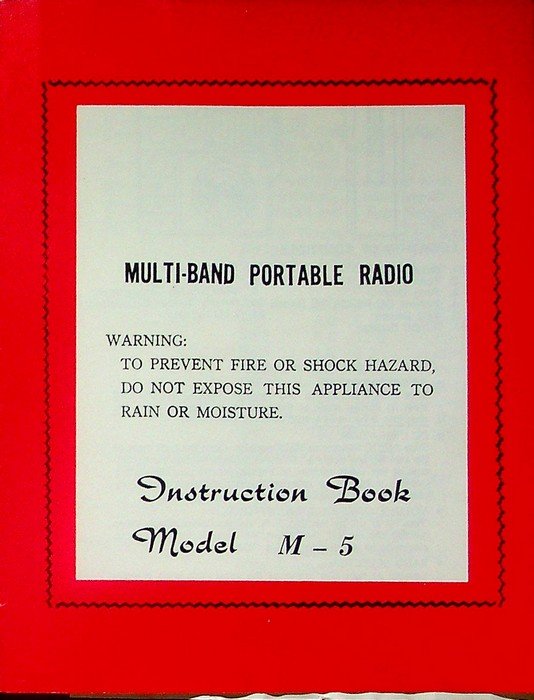 MULTI-BAND PORTABLE RADIO
WARNING:
TO PREVENT FIRE OR SHOCK HAZARD,
DO NOT EXPOSE THIS APPLIANCE TO
RAIN OR MOISTURE.
Instruction Book
Model M – 5